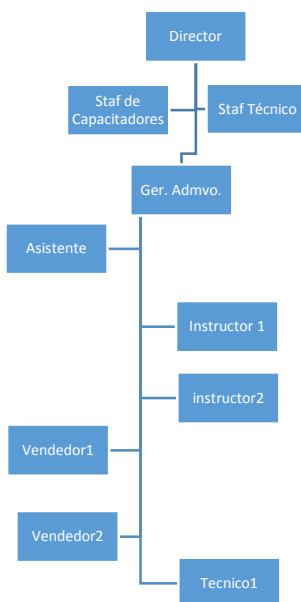 Director
Staf de
Capacitadores
Staf Técnico
Ger. Admvo.
Asistente
Instructor 1
instructor2
Vendedor1
Vendedor2
Tecnico1